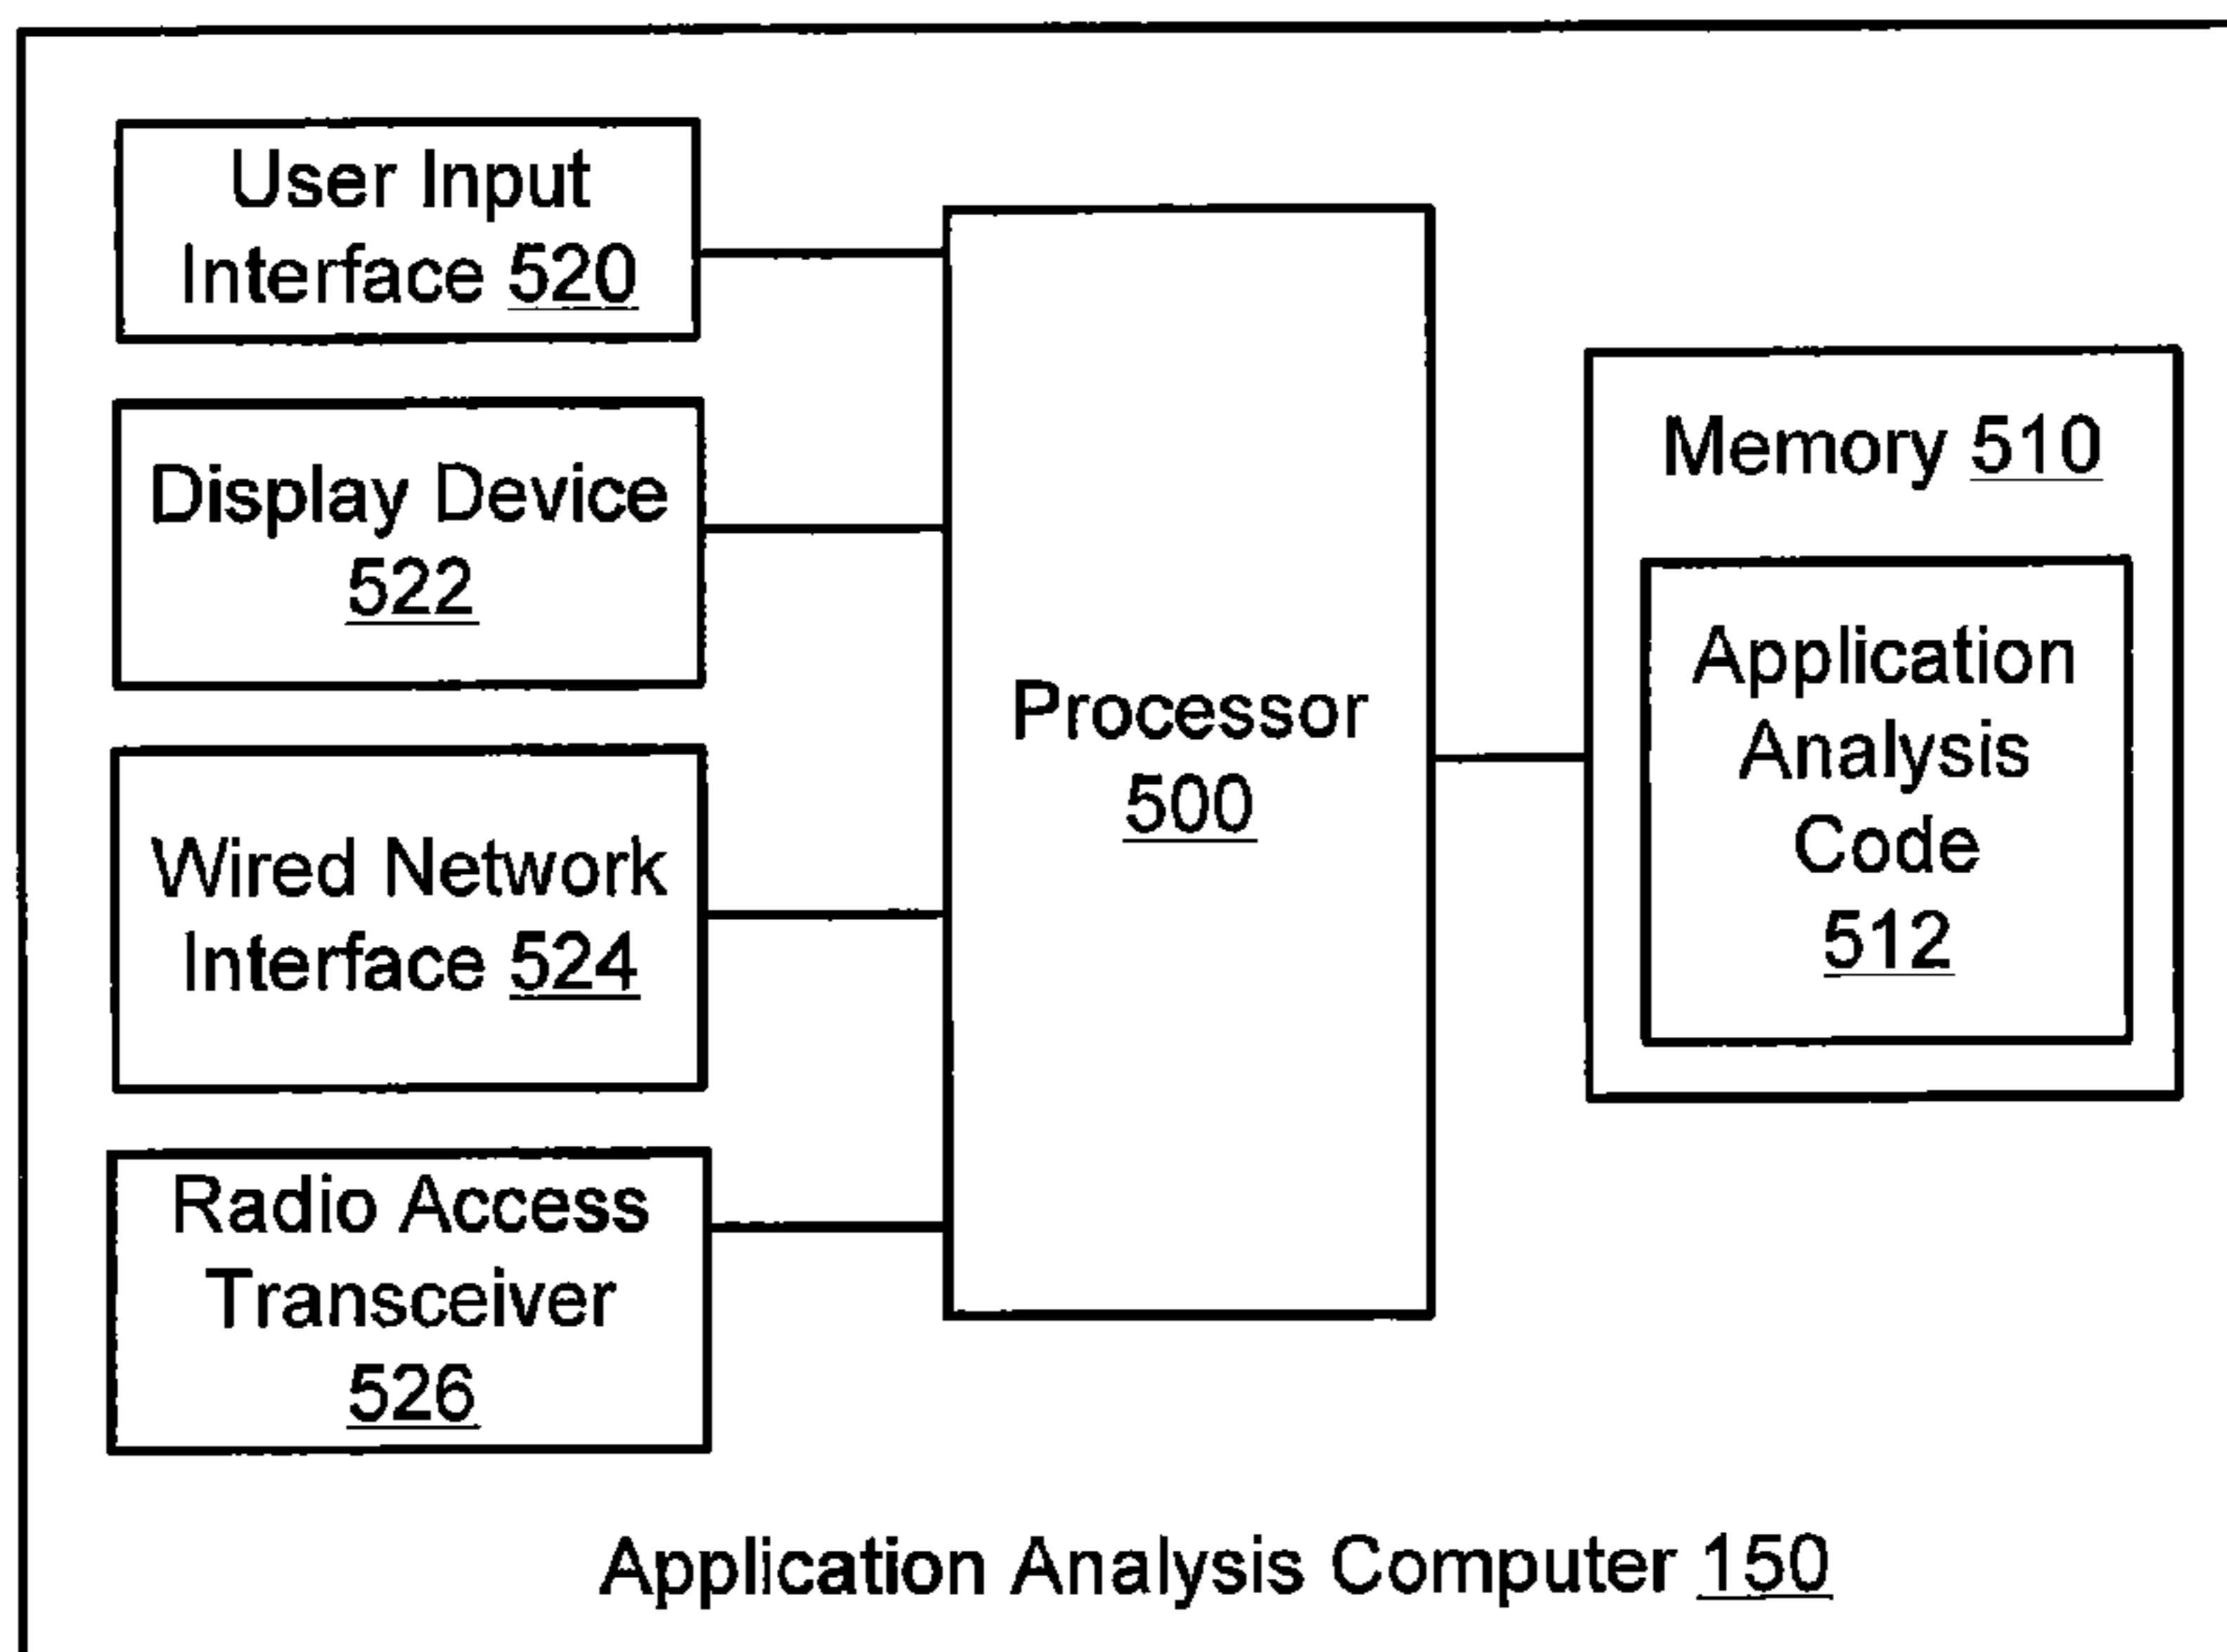 User Input
Interface 520
Display Device
522
Wired Network
Interface 524
Radio Access
Transceiver
526
Processor
500
Memory 510
Application
Analysis
Code
512
Application Analysis Computer 150